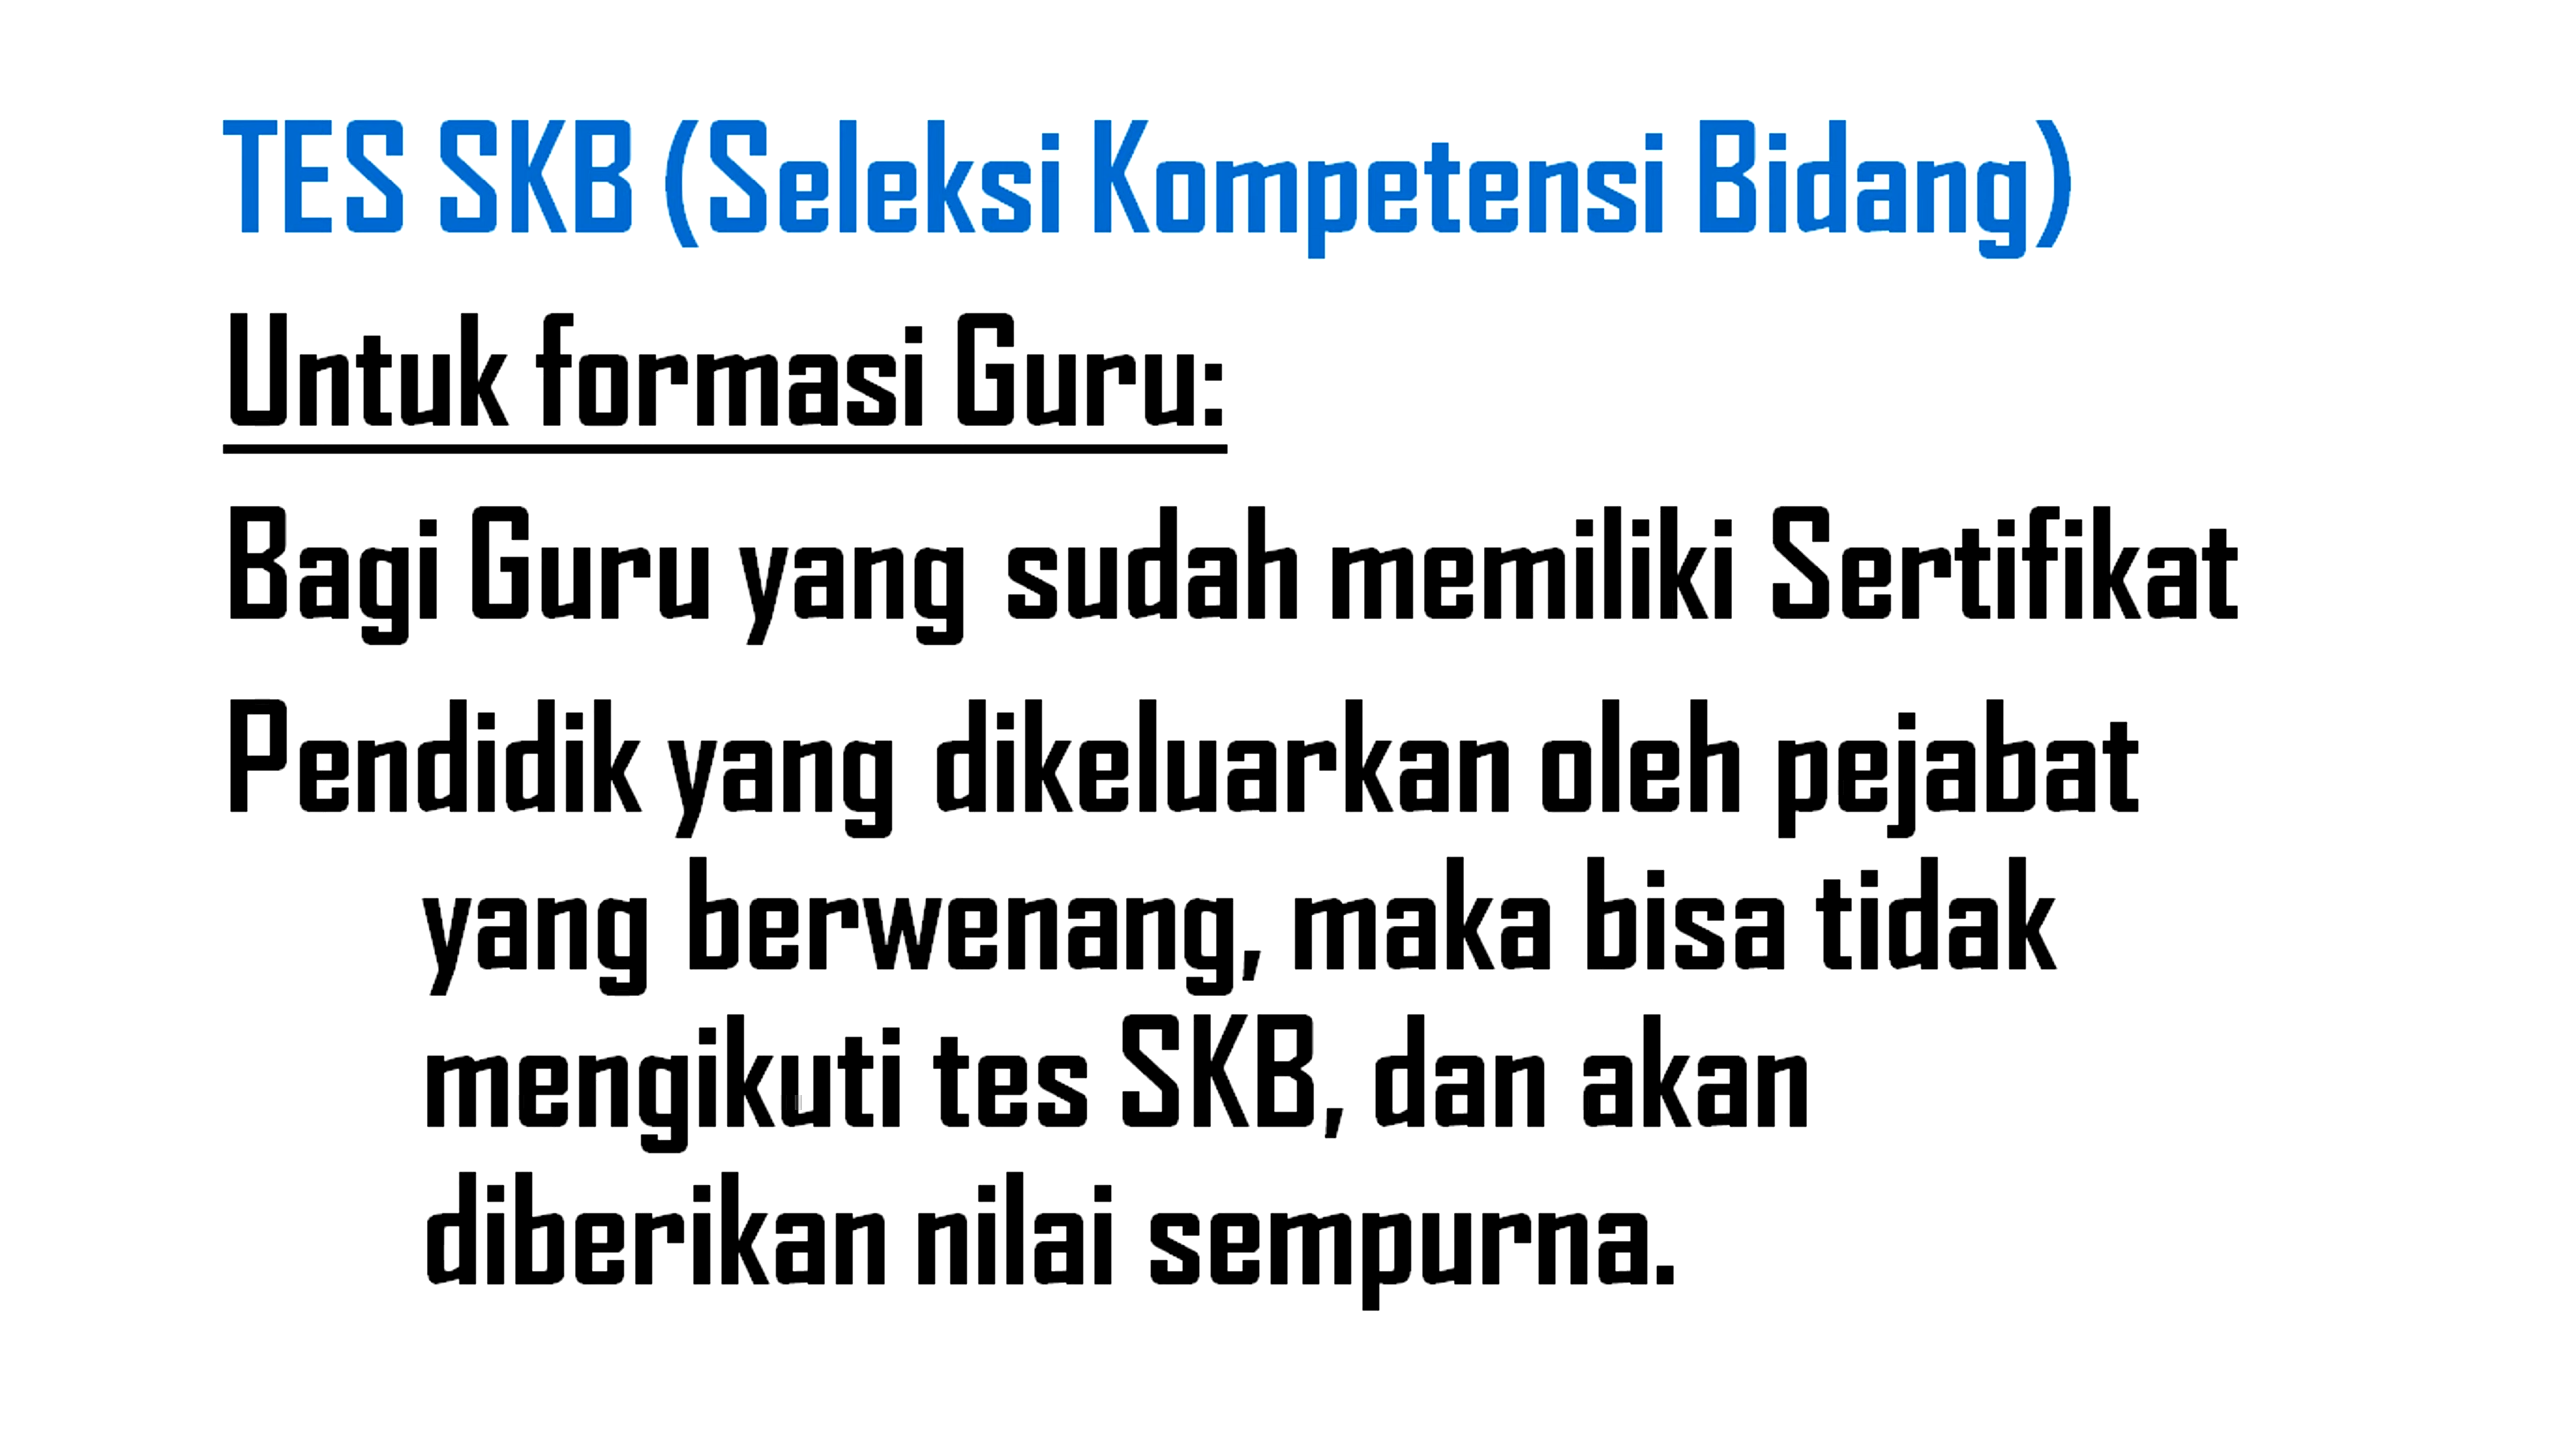 TES SKB (Seleksi Kompetensi Bidang)
Untuk formasi Guru:
Bagi Guru yang sudah memiliki Sertifikat
Pendidik yang dikeluarkan oleh pejabat
yang berwenang, maka bisa tidak
mengikuti tes SKB, dan akan
diberikan nilai sempurna.